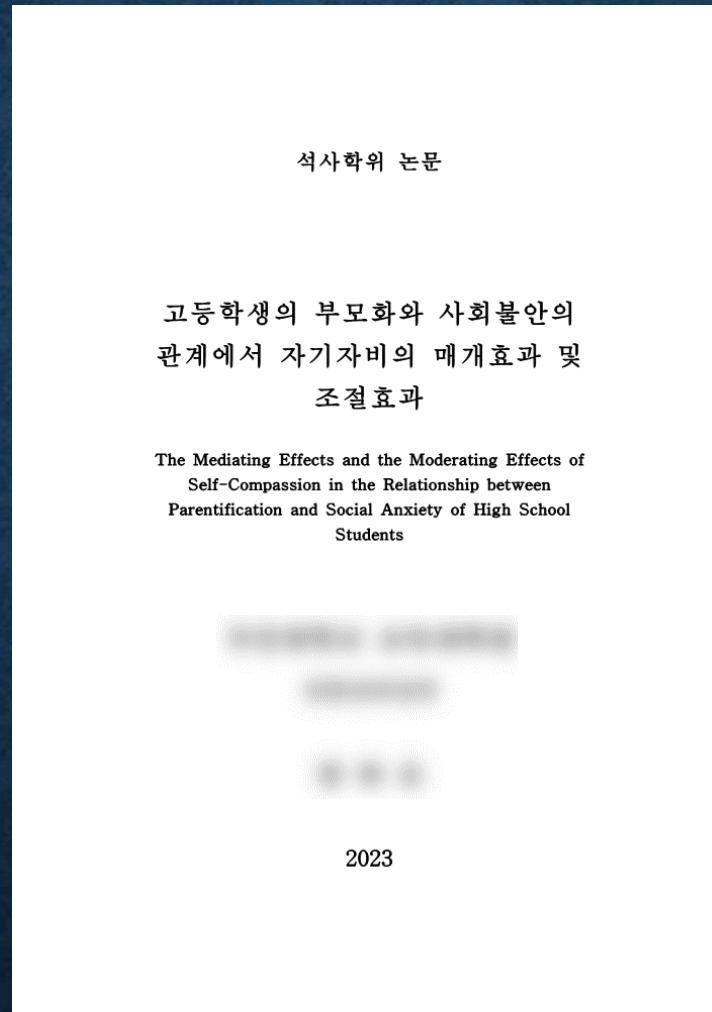 석사학위 논문
고등학생의 부모화와 사회불안의
관계에서 자기자비의 매개효과 및
조절효과
The Mediating Effects and the Moderating Effects of
Self-Compassion in the Relationship between
Parentification and Social Anxiety of High School
Students
2023